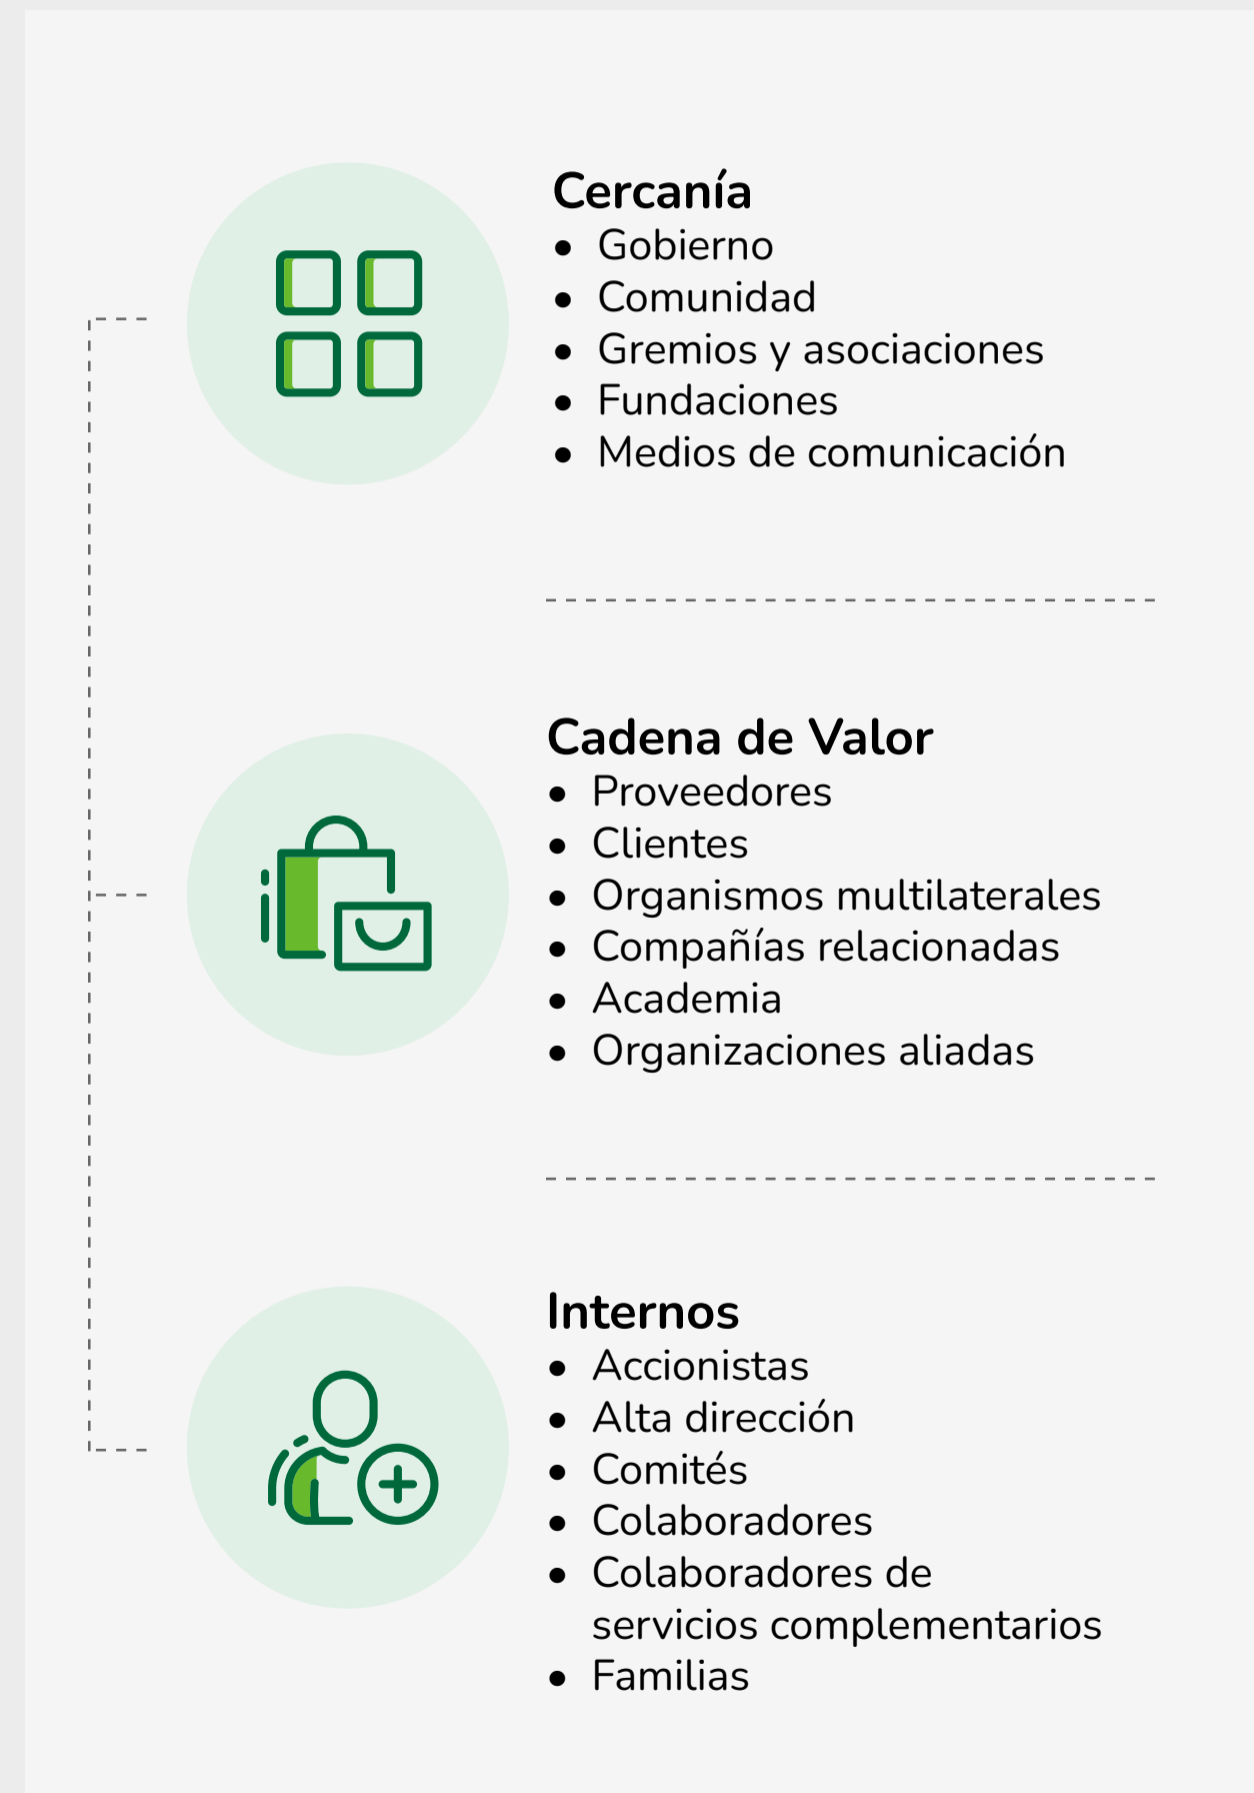 Cercanía
• Gobierno
• Comunidad
• Gremios y asociaciones
• Fundaciones
• Medios de comunicación
Cadena de Valor
• Proveedores
• Clientes
• Organismos multilaterales
• Compañías relacionadas
• Academia
• Organizaciones aliadas
Internos
• Accionistas
• Alta dirección
• Comités
• Colaboradores
• Colaboradores de
servicios complementarios
• Familias